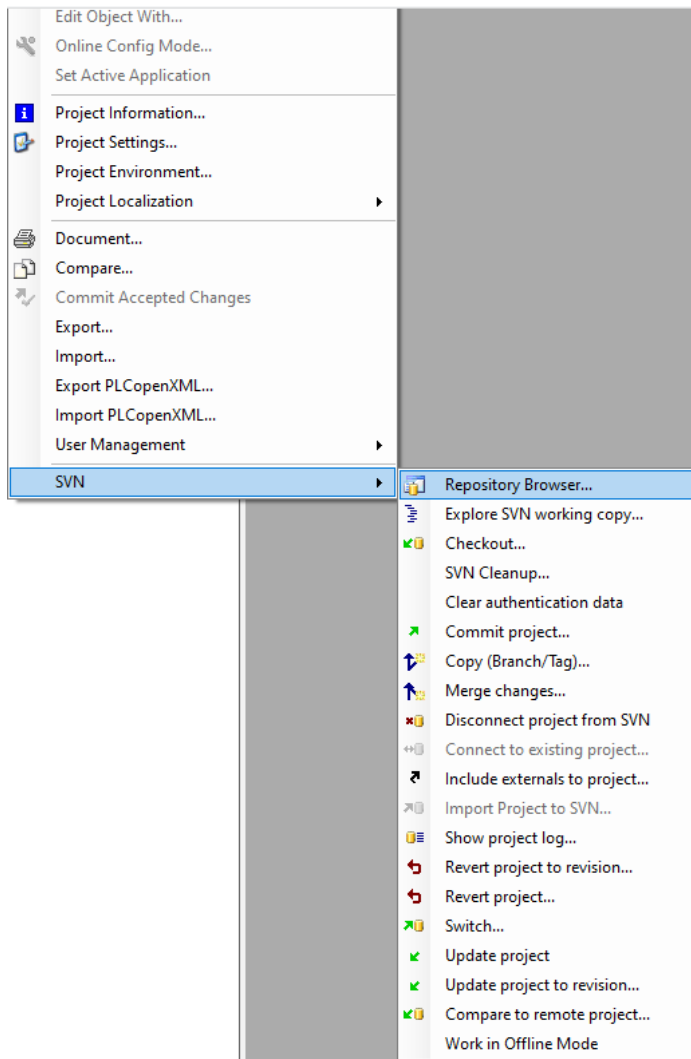 Edit Object With...
Online Config Mode...
Set Active Application
Project Information...
Project Settings...
Project Environment...
Project Localization
Document...
Compare...
Commit Accepted Changes
Export...
Import...
Export PLCopenXML...
Import PLCopenXML...
User Management
SVN
Repository Browser...
Explore SVN working copy...
Checkout...
SVN Cleanup...
Clear authentication data
Commit project...
Copy (Branch/Tag)...
Merge changes...
Disconnect project from SVN
Connect to existing project...
Include externals to project...
Import Project to SVN...
Show project log...
Revert project to revision...
Revert project...
Switch...
Update project
Update project to revision...
Compare to remote project...
Work in Offline Mode